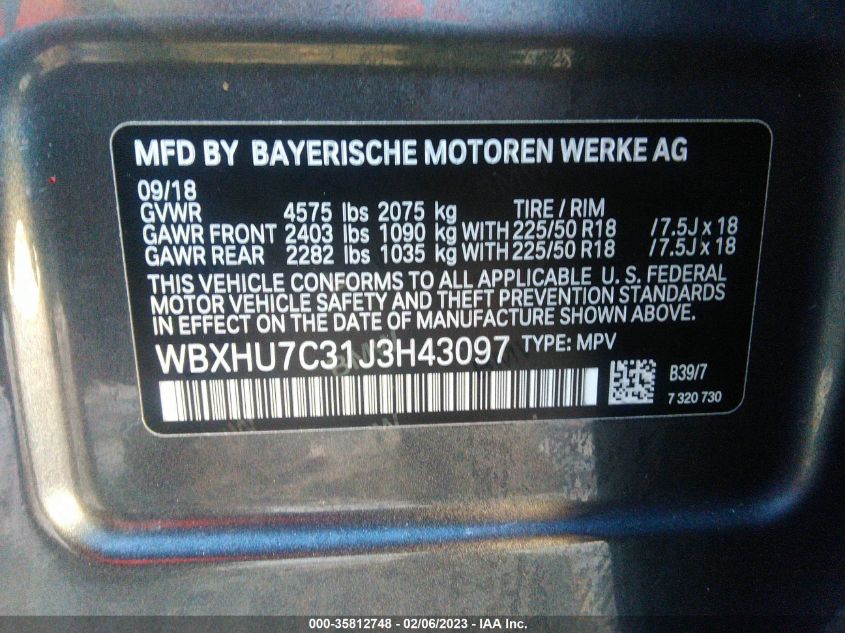 MFD BY BAYERISCHE MOTOREN WERKE AG
09/18
GVWR 4575 lbs 2075 kg TIRE / RIM
GAWR FRONT 2403 lbs 1090 kg WITH 225/50 R18 /7.5J x 18
GAWR REAR 2282 lbs 1035 kg WITH 225/50 R18 /7.5J x 18
THIS VEHICLE CONFORMS TO ALL APPLICABLE U. S. FEDERAL
MOTOR VEHICLE SAFETY AND THEFT PREVENTION STANDARDS
IN EFFECT ON THE DATE OF MANUFACTURE SHOWN ABOVE.
WBXHU7C31J3H43097 TYPE: MPV
B39/7
7 320 730
000-35812748 - 02/06/2023 - IAA Inc.